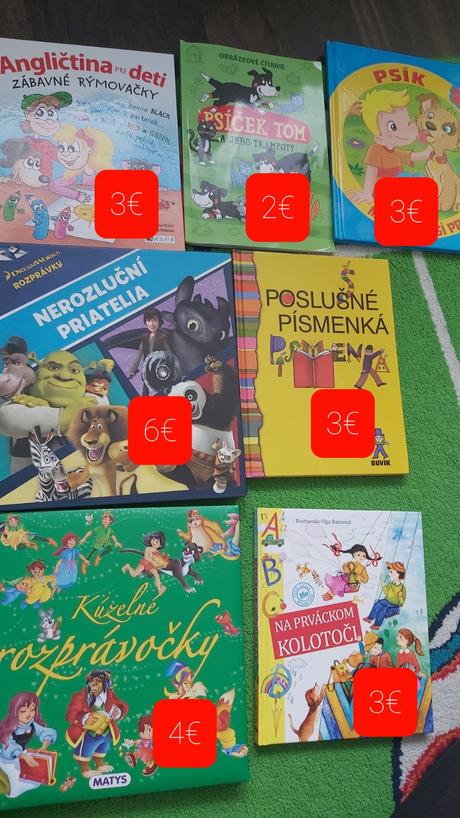 Angličtina PRE deti
ZÁBAVNÉ RÝMOVAČKY
BLACK
GREEN
3€
OBRÁZKOVÉ ČÍTANIE
PSÍČEK TOM
A JEHO TRAMPOTY
2€
PSÍK
3€
DREAMWORKS
ROZPRÁVKY
NEROZLUČNÍ
PRIATELIA
6€
POSLUŠNÉ
PÍSMENKÁ
3€
BUVIK
Kúzelné
rozprávočky
4€
MATYS
A
B
C
NA PRVÁCKOM
KOLOTOČI
3€